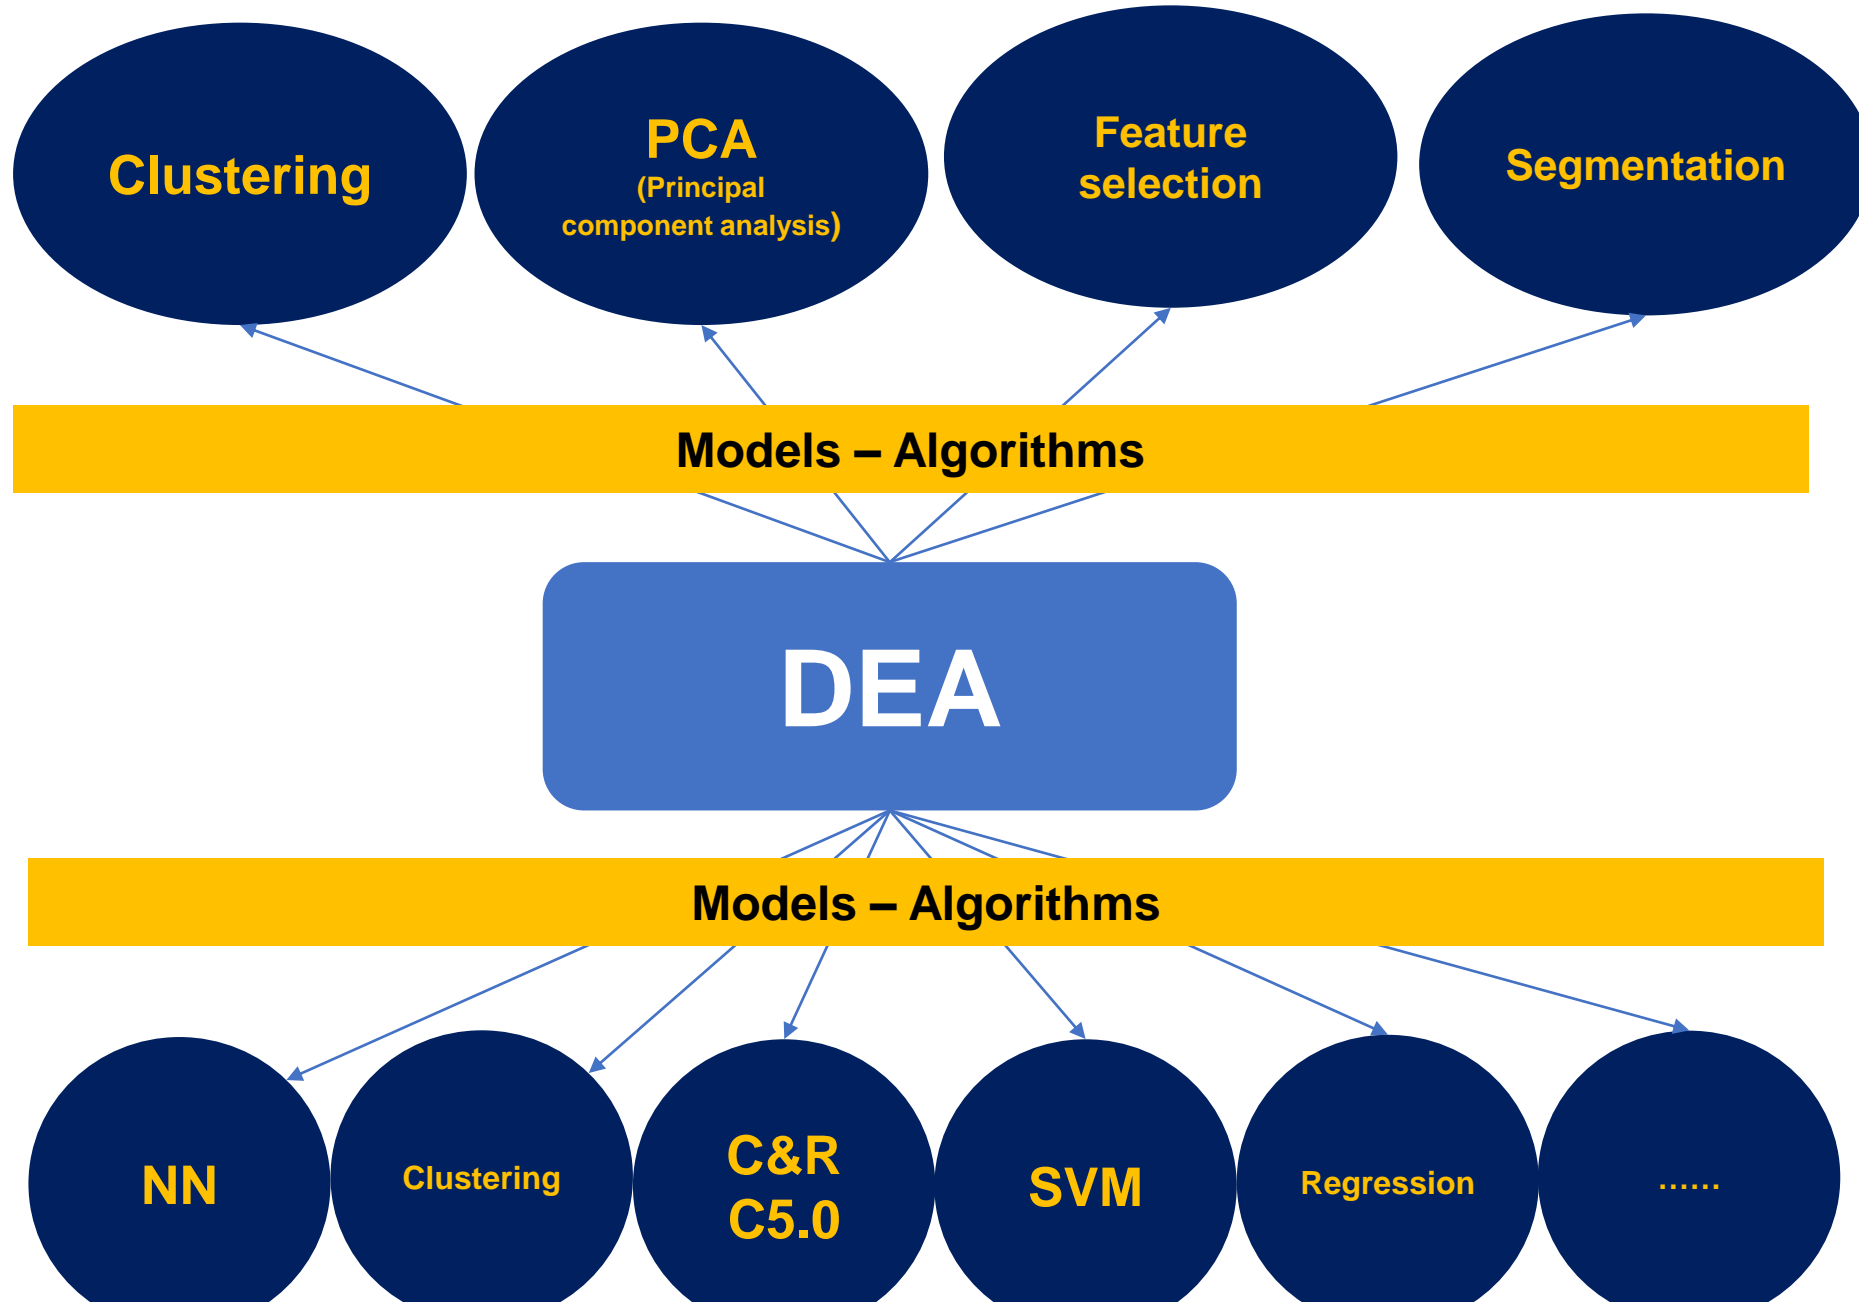 Clustering
PCA
(Principal
component analysis)
Feature
selection
Segmentation
Models – Algorithms
DEA
Models – Algorithms
NN
Clustering
C&R
C5.0
SVM
Regression
......